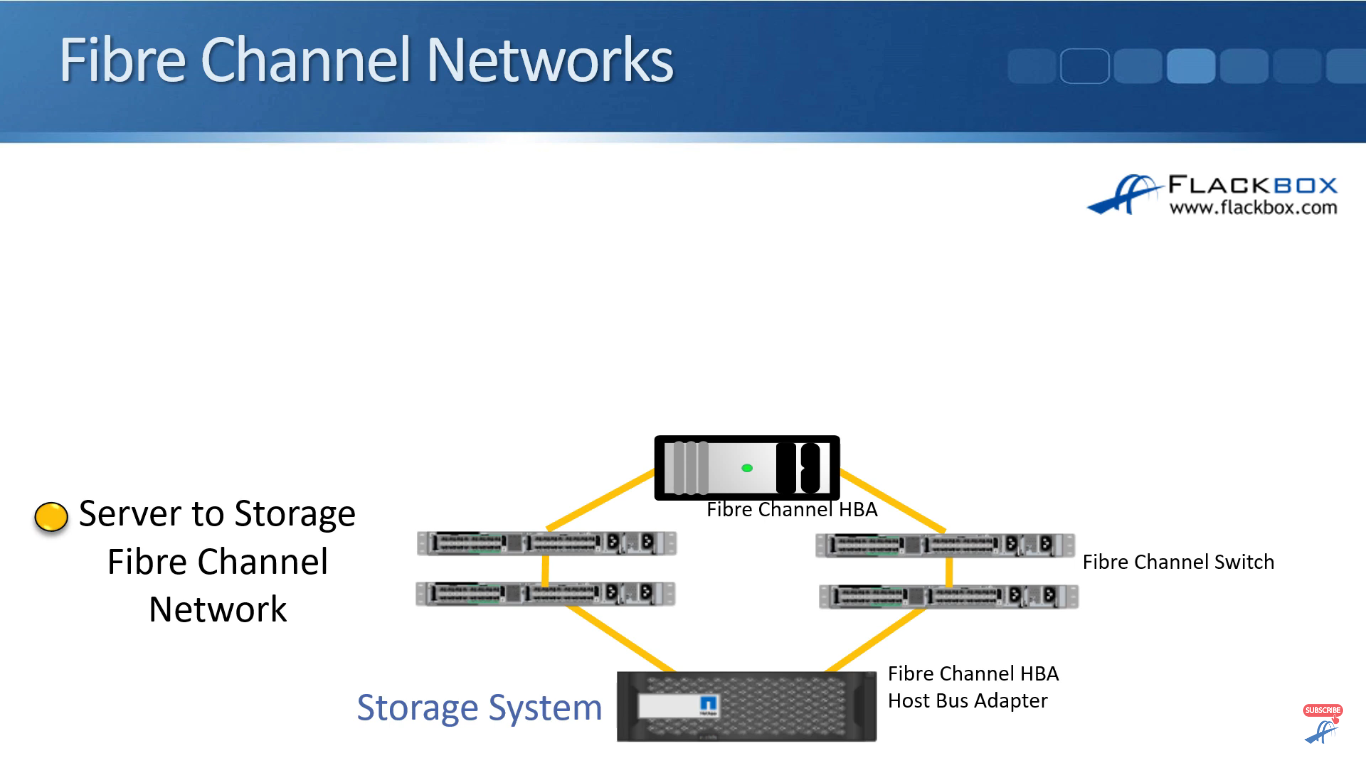 Fibre Channel Networks
FLACKBOX
www.flackbox.com
Fibre Channel HBA
Server to Storage
Fibre Channel
Network
Fibre Channel Switch
Fibre Channel HBA
Host Bus Adapter
Storage System
SUBSCRIBE